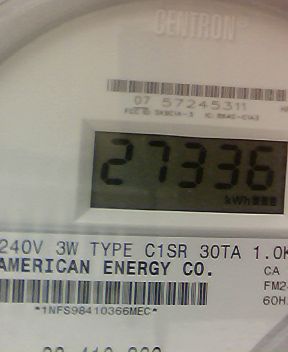 CENTRON®
07 57245311
27336
kWh
240V 3W TYPE C1SR 30TA 1.0K
AMERICAN ENERGY CO.
CA
FM2
60H
*1NFS98410366MEC*